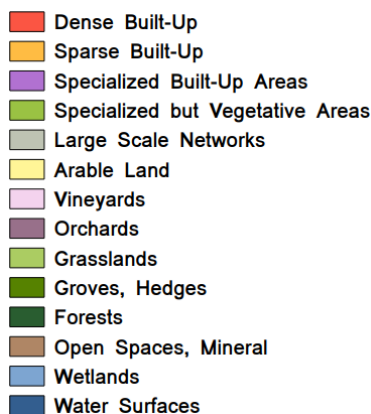 Dense Built-Up
Sparse Built-Up
Specialized Built-Up Areas
Specialized but Vegetative Areas
Large Scale Networks
Arable Land
Vineyards
Orchards
Grasslands
Groves, Hedges
Forests
Open Spaces, Mineral
Wetlands
Water Surfaces